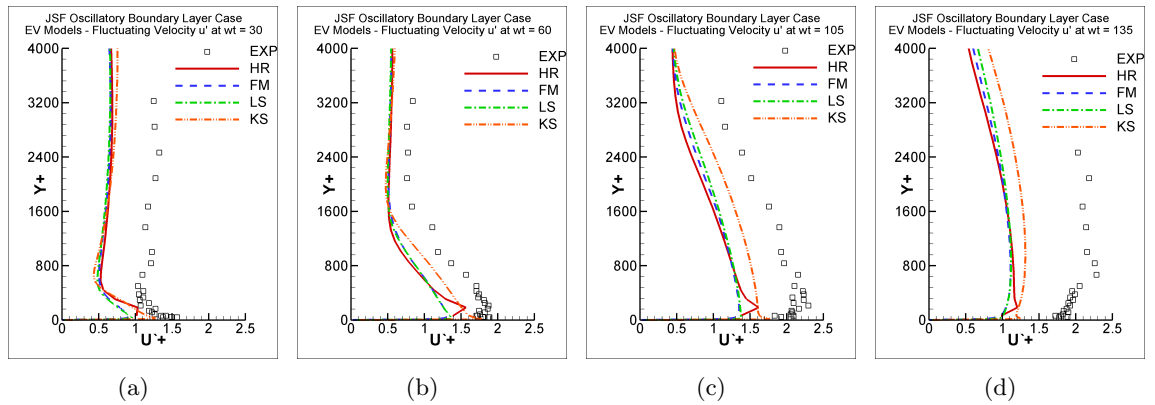 JSF Oscillatory Boundary Layer Case
EV Models - Fluctuating Velocity u' at wt = 30
4000
3200
2400
1600
800
0
Y+
0
0.5
1
1.5
2
2.5
U`+
EXP
HR
FM
LS
KS
(a)
JSF Oscillatory Boundary Layer Case
EV Models - Fluctuating Velocity u' at wt = 60
4000
3200
2400
1600
800
0
Y+
0
0.5
1
1.5
2
2.5
U`+
EXP
HR
FM
LS
KS
(b)
JSF Oscillatory Boundary Layer Case
EV Models - Fluctuating Velocity u' at wt = 105
4000
3200
2400
1600
800
0
Y+
0
0.5
1
1.5
2
2.5
U`+
EXP
HR
FM
LS
KS
(c)
JSF Oscillatory Boundary Layer Case
EV Models - Fluctuating Velocity u' at wt = 135
4000
3200
2400
1600
800
0
Y+
0
0.5
1
1.5
2
2.5
U`+
EXP
HR
FM
LS
KS
(d)